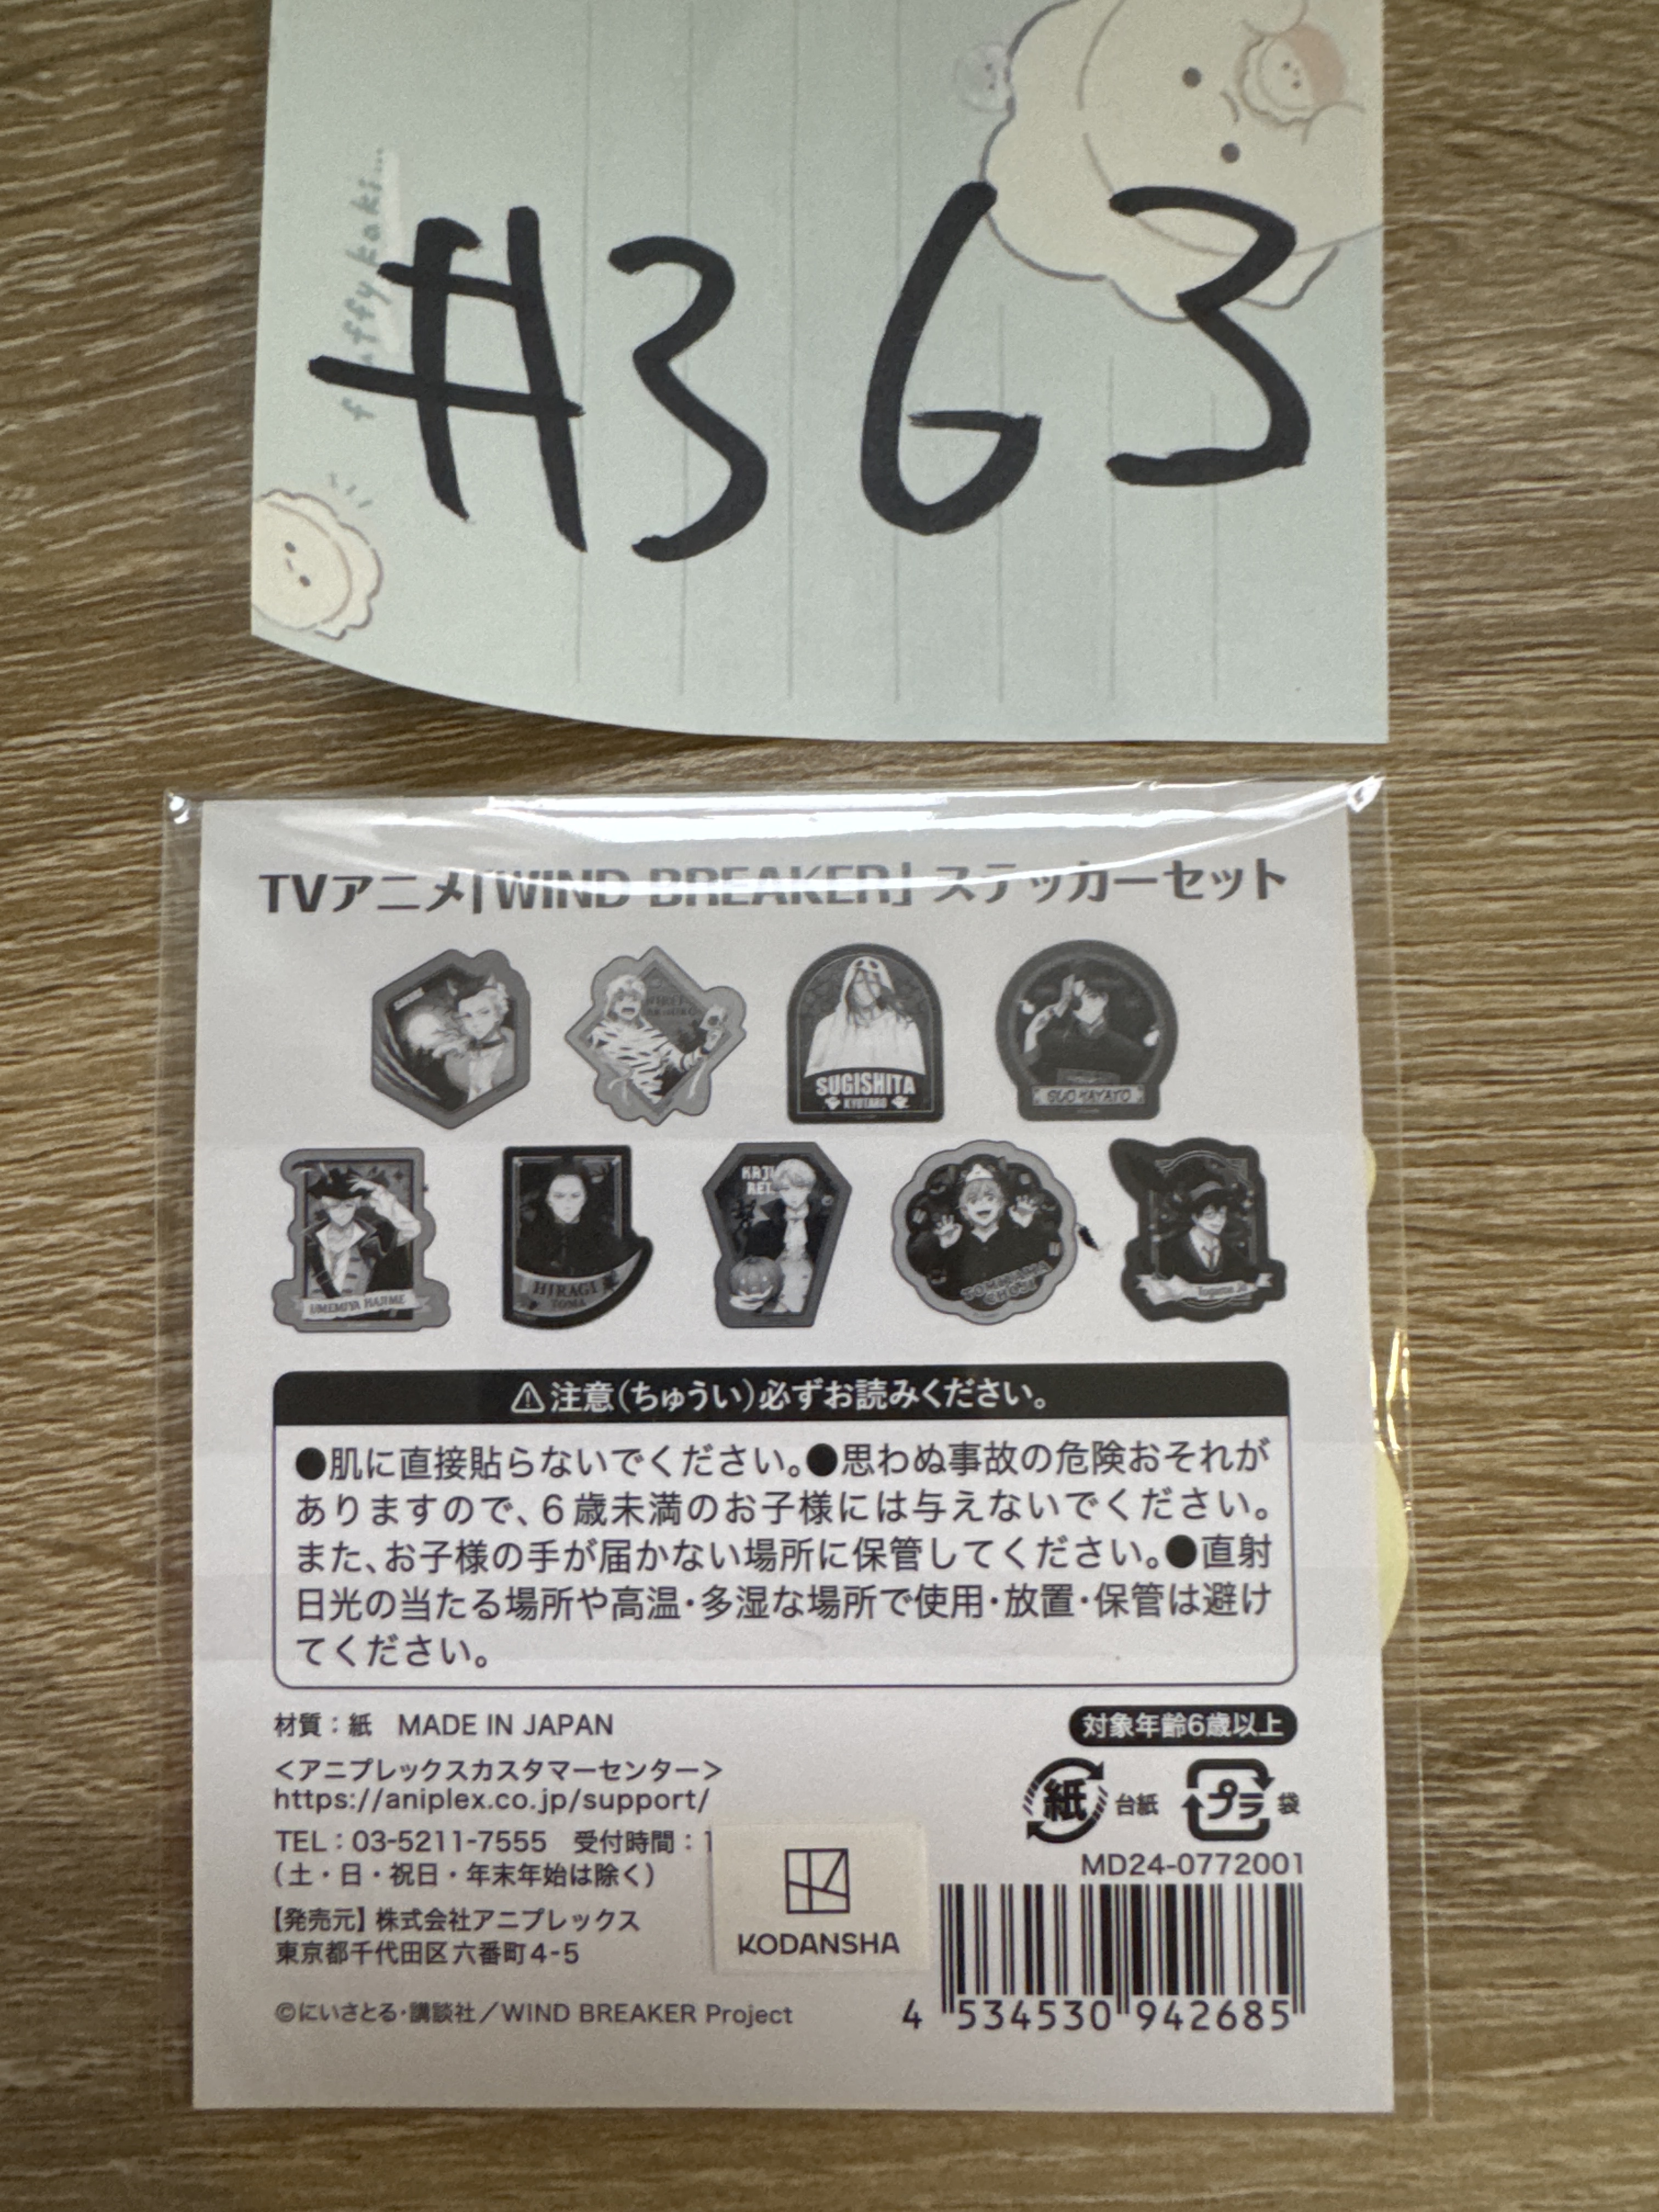 fluffy kaki...
#363
TVアニメ「WIND BREAKER」ステッカーセット
SUGISHITA
KYOTARO
SUO HAYATO
UMEMIYA HAJIME
HIRAGI
TOMA
KAJI
REI
TOMIYAMA
CHOJI
Togame Jo
⚠注意(ちゅうい)必ずお読みください。
●肌に直接貼らないでください。●思わぬ事故の危険おそれが
ありますので、6歳未満のお子様には与えないでください。
また、お子様の手が届かない場所に保管してください。●直射
日光の当たる場所や高温・多湿な場所で使用・放置・保管は避け
てください。
材質：紙 MADE IN JAPAN
対象年齢6歳以上
<アニプレックスカスタマーセンター>
https://aniplex.co.jp/support/
紙 台紙 プラ 袋
TEL：03-5211-7555 受付時間：1
(土・日・祝日・年末年始は除く)
MD24-0772001
【発売元】株式会社アニプレックス
東京都千代田区六番町4-5
KODANSHA
©にいさとる・講談社／WIND BREAKER Project
4 534530 942685